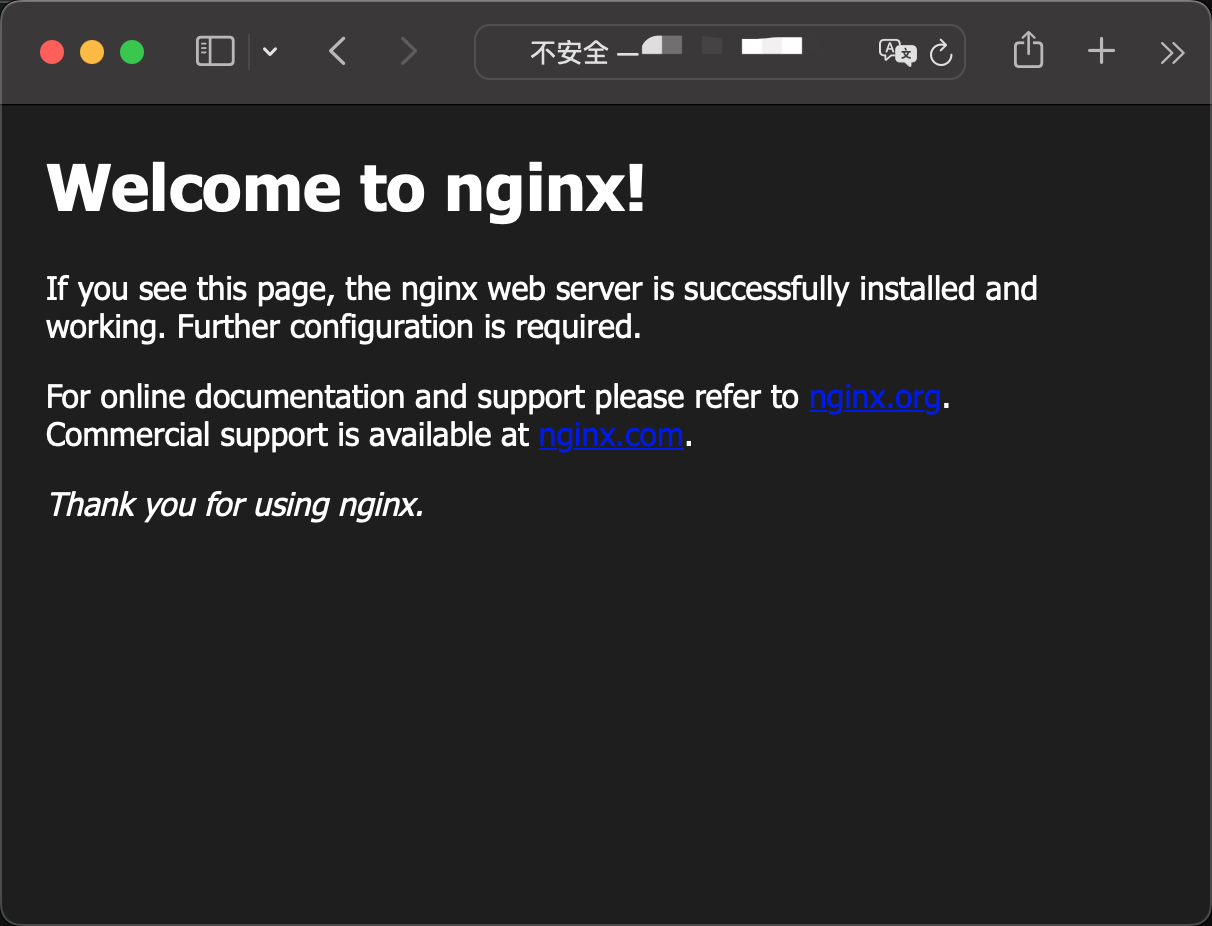 不安全 —
Welcome to nginx!
If you see this page, the nginx web server is successfully installed and
working. Further configuration is required.
For online documentation and support please refer to nginx.org.
Commercial support is available at nginx.com.
Thank you for using nginx.